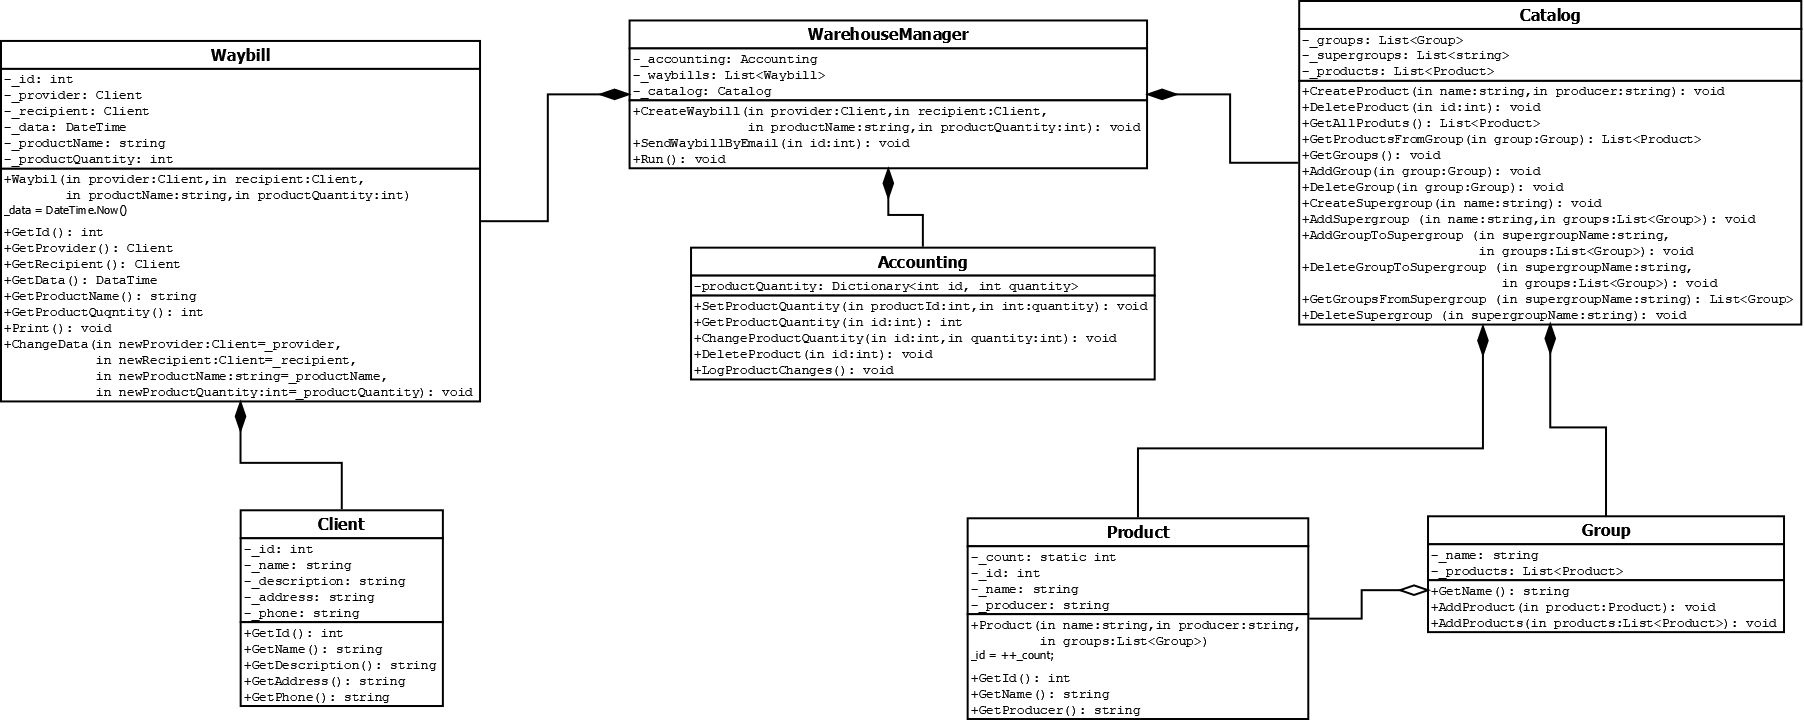 Waybill
-_id: int
-_provider: Client
-_recipient: Client
-_data: DateTime
-_productName: string
-_productQuantity: int
+Waybil(in provider:Client,in recipient:Client,
in productName:string,in productQuantity:int)
_data = DateTime.Now()
+GetId(): int
+GetProvider(): Client
+GetRecipient(): Client
+GetData(): DataTime
+GetProductName(): string
+GetProductQuqntity(): int
+Print(): void
+ChangeData(in newProvider:Client=_provider,
in newRecipient:Client=_recipient,
in newProductName:string=_productName,
in newProductQuantity:int=_productQuantity): void
WarehouseManager
-_accounting: Accounting
-_waybills: List<Waybill>
-_catalog: Catalog
+CreateWaybill(in provider:Client,in recipient:Client,
in productName:string,in productQuantity:int): void
+SendWaybillByEmail(in id:int): void
+Run(): void
Catalog
-_groups: List<Group>
-_supergroups: List<string>
-_products: List<Product>
+CreateProduct(in name:string,in producer:string): void
+DeleteProduct(in id:int): void
+GetAllProduts(): List<Product>
+GetProductsFromGroup(in group:Group): List<Product>
+GetGroups(): void
+AddGroup(in group:Group): void
+DeleteGroup(in group:Group): void
+CreateSupergroup(in name:string): void
+AddSupergroup (in name:string,in groups:List<Group>): void
+AddGroupToSupergroup (in supergroupName:string,
in groups:List<Group>): void
+DeleteGroupToSupergroup (in supergroupName:string,
in groups:List<Group>): void
+GetGroupsFromSupergroup (in supergroupName:string): List<Group>
+DeleteSupergroup (in supergroupName:string): void
Accounting
-productQuantity: Dictionary<int id, int quantity>
+SetProductQuantity(in productId:int,in int:quantity): void
+GetProductQuantity(in id:int): int
+ChangeProductQuantity(in id:int,in quantity:int): void
+DeleteProduct(in id:int): void
+LogProductChanges(): void
Client
-_id: int
-_name: string
-_description: string
-_address: string
-_phone: string
+GetId(): int
+GetName(): string
+GetDescription(): string
+GetAddress(): string
+GetPhone(): string
Product
-_count: static int
-_id: int
-_name: string
-_producer: string
+Product(in name:string,in producer:string,
in groups:List<Group>)
_id = ++_count;
+GetId(): int
+GetName(): string
+GetProducer(): string
Group
-_name: string
-_products: List<Product>
+GetName(): string
+AddProduct(in product:Product): void
+AddProducts(in products:List<Product>): void